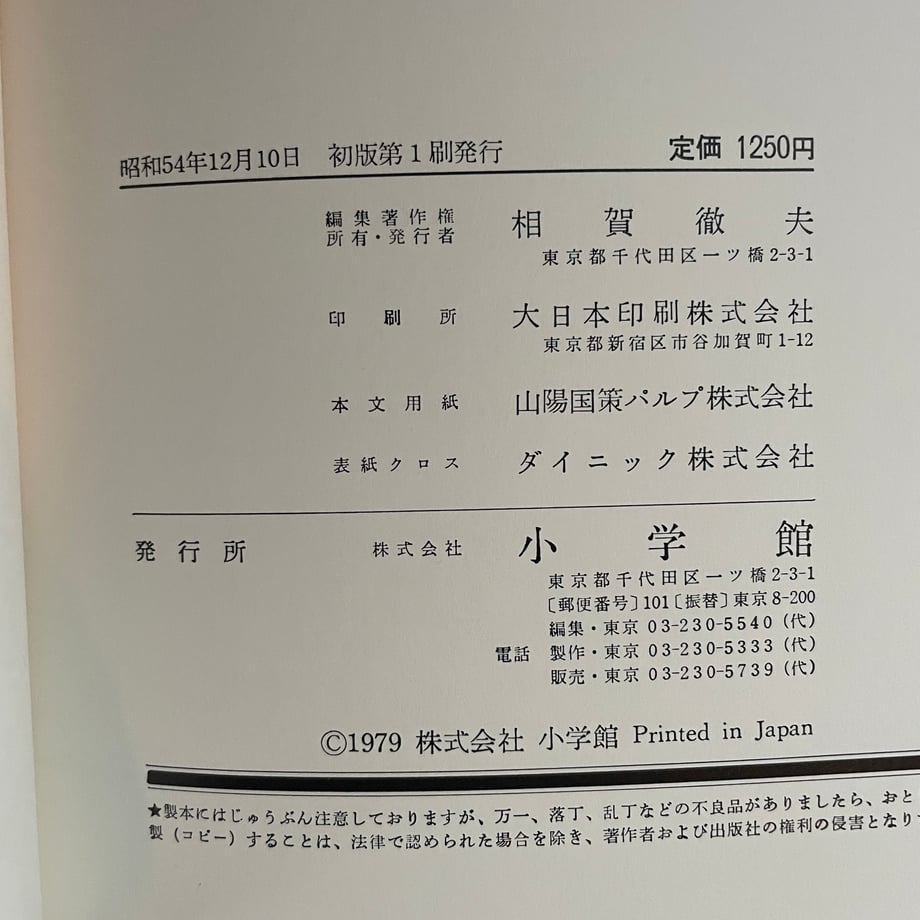 昭和54年12月10日 初版第1刷発行 定価 1250円
編集著作権
所有・発行者 相賀徹夫
東京都千代田区一ツ橋2-3-1
印刷所 大日本印刷株式会社
東京都新宿区市谷加賀町1-12
本文用紙 山陽国策パルプ株式会社
表紙クロス ダイニック株式会社
発行所 株式会社 小学館
東京都千代田区一ツ橋2-3-1
〔郵便番号〕101〔振替〕東京8-200
編集・東京 03-230-5540 (代)
電話 製作・東京 03-230-5333 (代)
販売・東京 03-230-5739 (代)
©1979 株式会社 小学館 Printed in Japan
★製本にはじゅうぶん注意しておりますが、万一、落丁、乱丁などの不良品がありましたら、おと
製（コピー）することは、法律で認められた場合を除き、著作者および出版社の権利の侵害となり